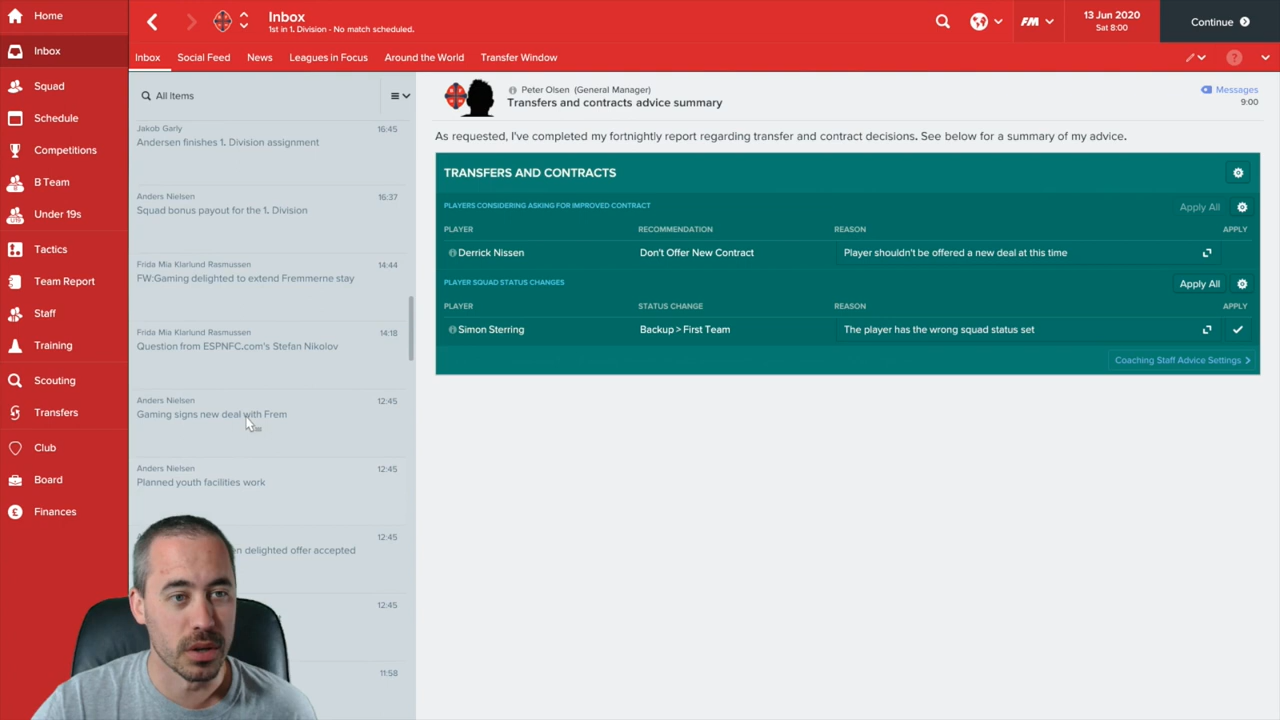 Home
Inbox
Squad
Schedule
Competitions
B Team
Under 19s
Tactics
Team Report
Staff
Training
Scouting
Transfers
Club
Board
Finances
Inbox
1st in 1. Division - No match scheduled.
FM
13 Jun 2020
Sat 8:00
Continue
Inbox
Social Feed
News
Leagues in Focus
Around the World
Transfer Window
?
All Items
Jakob Garly 16:45
Andersen finishes 1. Division assignment
Anders Nielsen 16:37
Squad bonus payout for the 1. Division
Frida Mia Klarlund Rasmussen 14:44
FW:Gaming delighted to extend Fremmerne stay
Frida Mia Klarlund Rasmussen 14:18
Question from ESPNFC.com's Stefan Nikolov
Anders Nielsen 12:45
Gaming signs new deal with Frem
Anders Nielsen 12:45
Planned youth facilities work
12:45
delighted offer accepted
12:45
11:58
Peter Olsen (General Manager)
Transfers and contracts advice summary
Messages
9:00
As requested, I've completed my fortnightly report regarding transfer and contract decisions. See below for a summary of my advice.
TRANSFERS AND CONTRACTS
PLAYERS CONSIDERING ASKING FOR IMPROVED CONTRACT Apply All
PLAYER RECOMMENDATION REASON APPLY
Derrick Nissen Don't Offer New Contract Player shouldn't be offered a new deal at this time
PLAYER SQUAD STATUS CHANGES Apply All
PLAYER STATUS CHANGE REASON APPLY
Simon Sterring Backup > First Team The player has the wrong squad status set
Coaching Staff Advice Settings